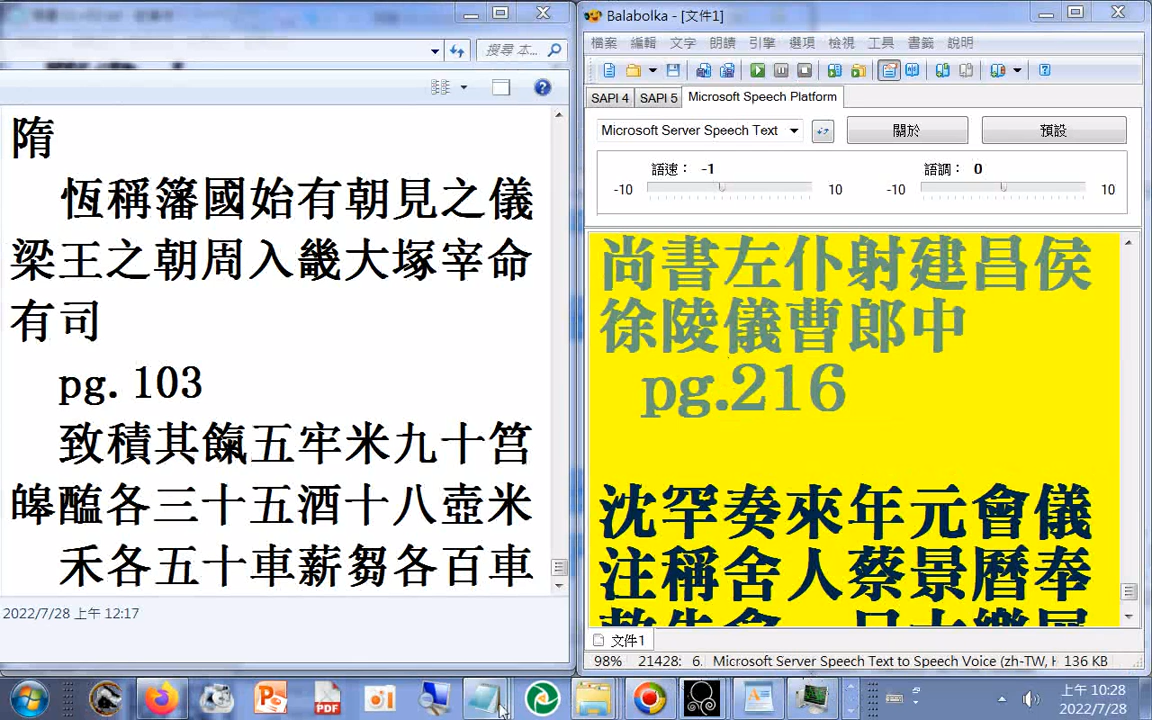 搜尋 本...
隋
恆稱籓國始有朝見之儀
梁王之朝周入畿大塚宰命
有司
pg. 103
致積其餼五牢米九十筥
皞醢各三十五酒十八壺米
禾各五十車薪芻各百車
2022/7/28 上午 12:17
Balabolka - [文件1]
檔案 編輯 文字 朗讀 引擎 選項 檢視 工具 書籤 說明
SAPI 4 SAPI 5 Microsoft Speech Platform
Microsoft Server Speech Text 關於 預設
語速： -1 語調： 0
-10 10 -10 10
尚書左仆射建昌侯
徐陵儀曹郎中
pg.216
沈罕奏來年元會儀
注稱舍人蔡景曆奉
文件1
98% 21428: 6. Microsoft Server Speech Text to Speech Voice (zh-TW, H 136 KB
PDF
上午 10:28
2022/7/28